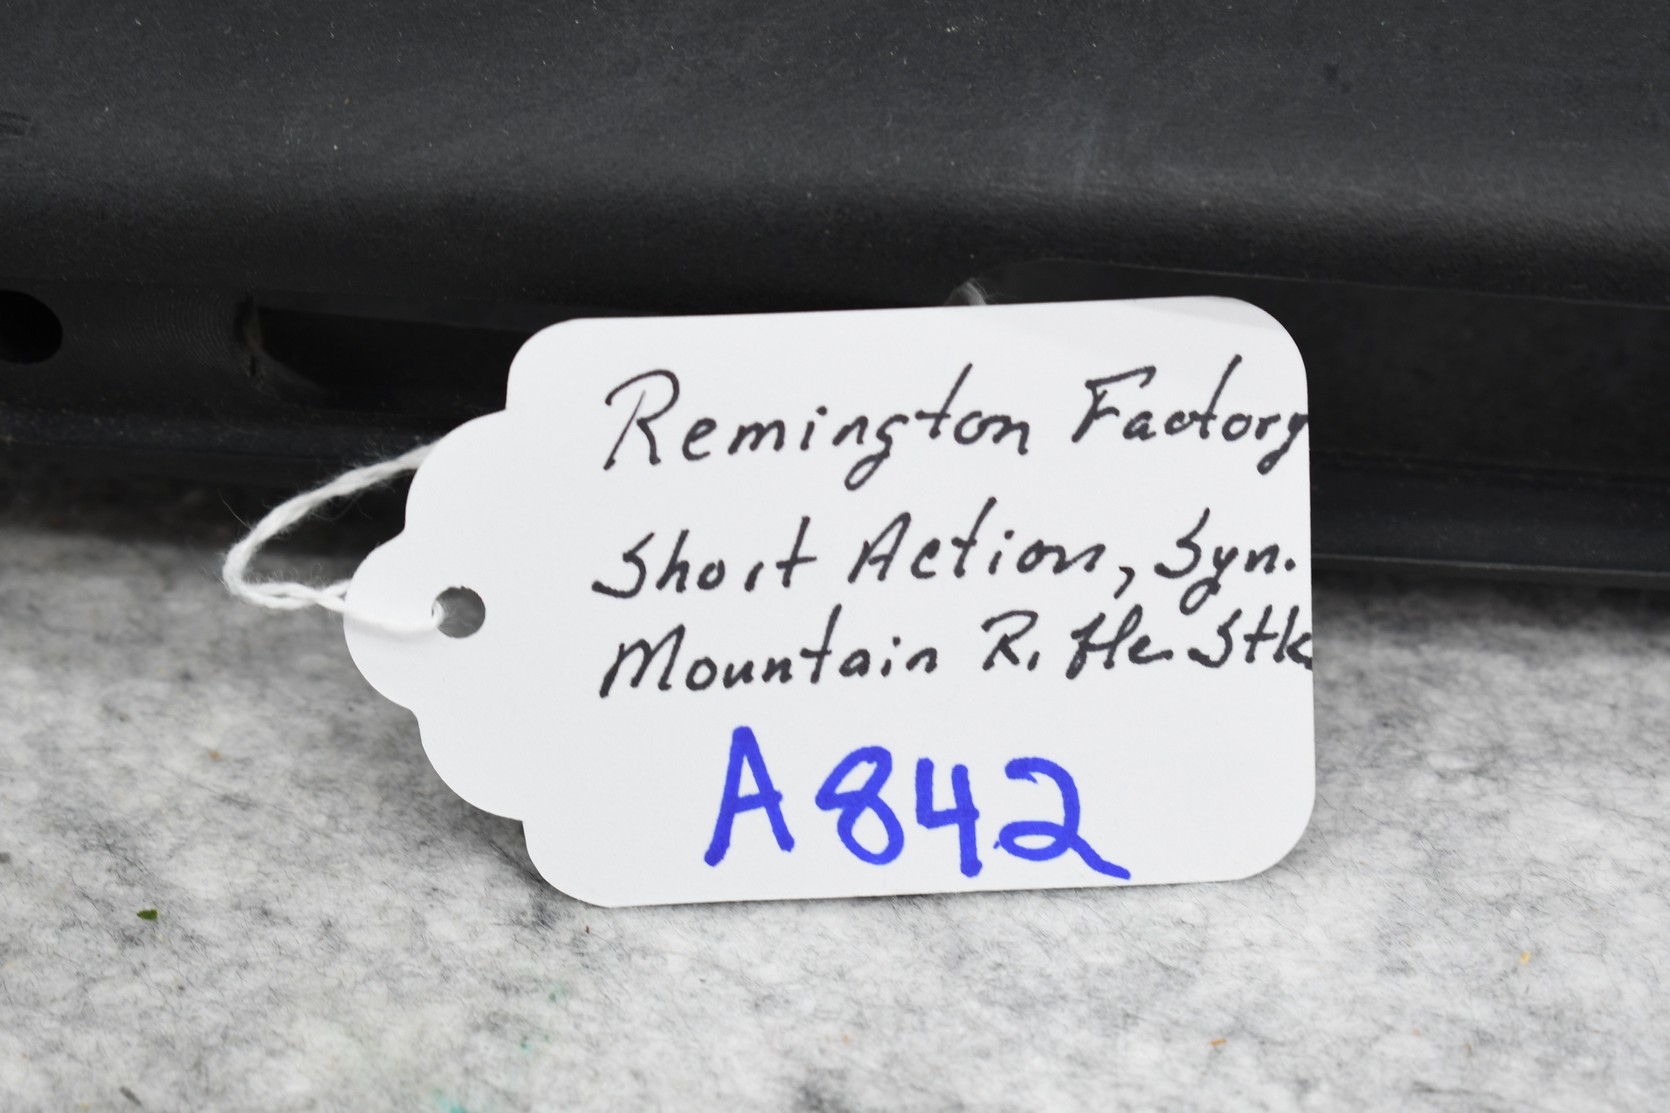 Remington Factory
Short Action, Syn.
Mountain Rifle Stk
A842